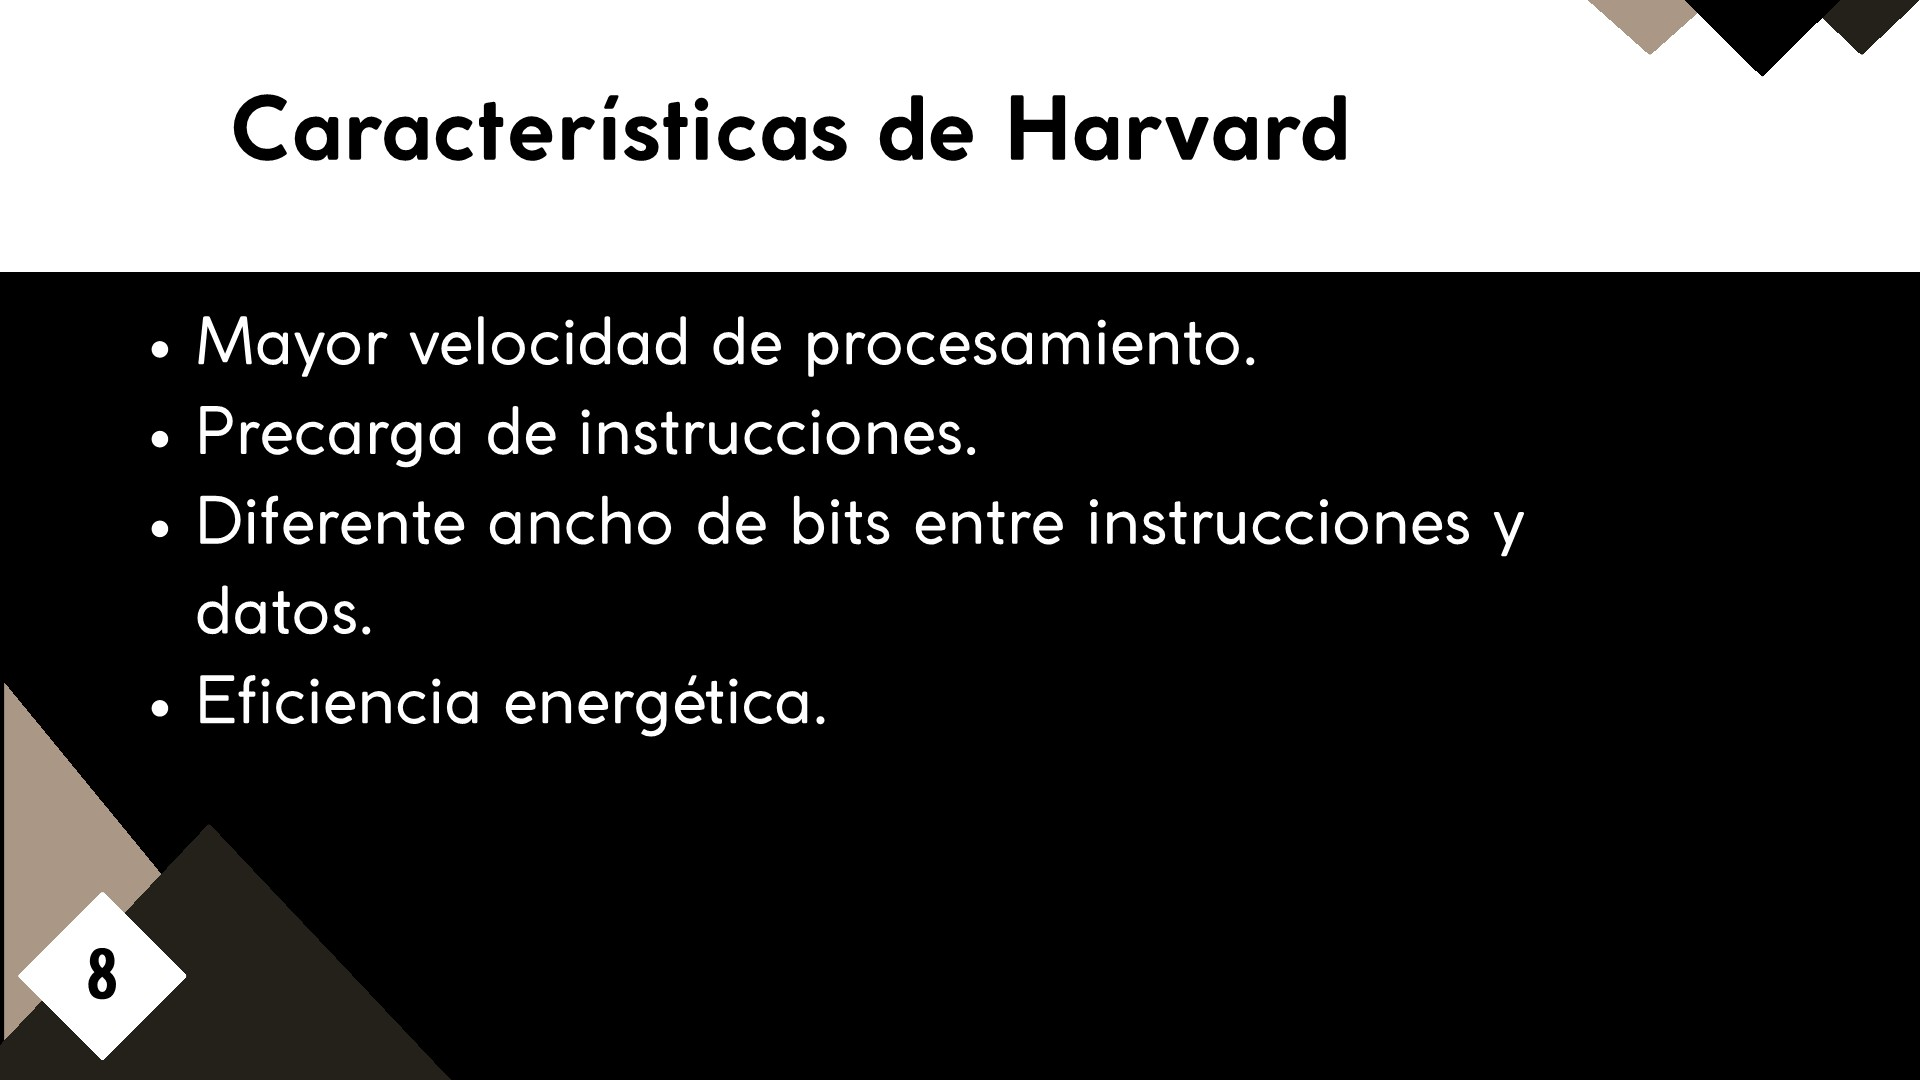 Características de Harvard
• Mayor velocidad de procesamiento.
• Precarga de instrucciones.
• Diferente ancho de bits entre instrucciones y
datos.
• Eficiencia energética.
8